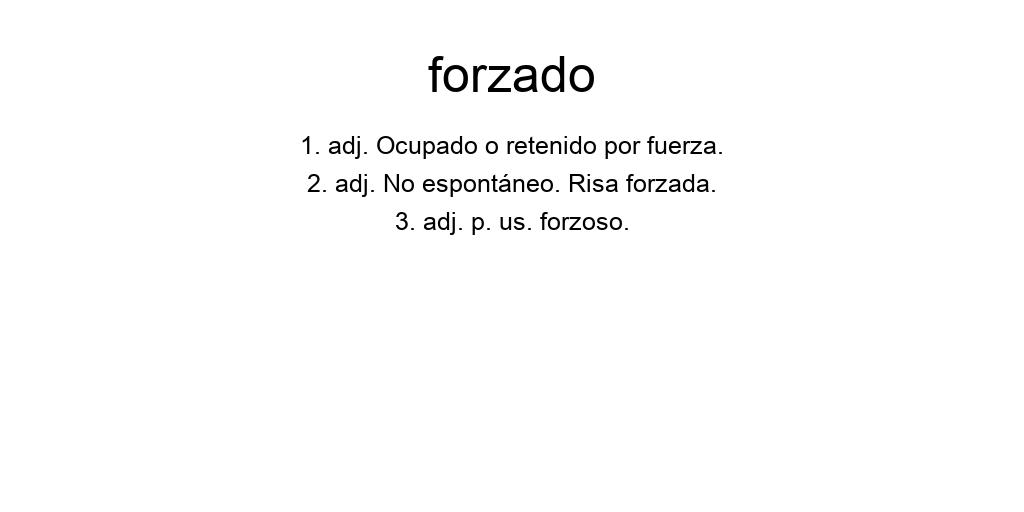 forzado
1. adj. Ocupado o retenido por fuerza.
2. adj. No espontáneo. Risa forzada.
3. adj. p. us. forzoso.